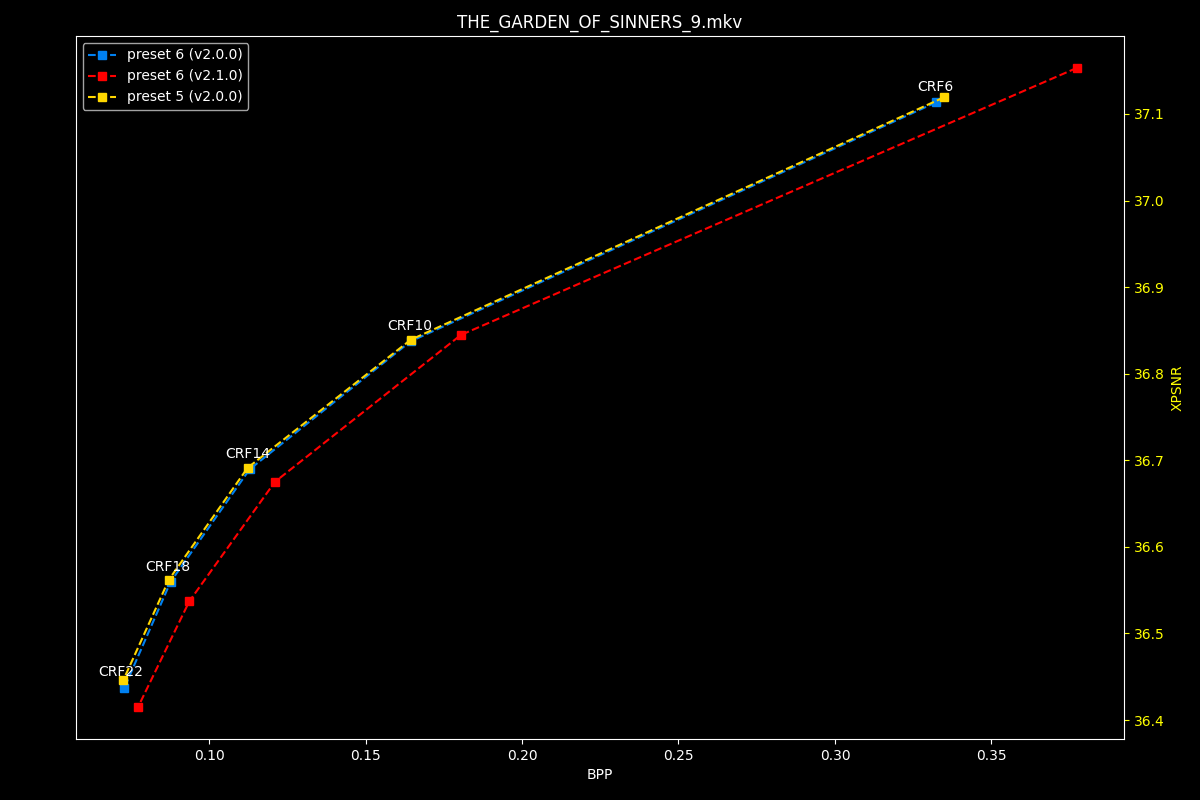 THE_GARDEN_OF_SINNERS_9.mkv
preset 6 (v2.0.0)
preset 6 (v2.1.0)
preset 5 (v2.0.0)
CRF6
CRF10
CRF14
CRF18
CRF22
37.1
37.0
36.9
36.8
36.7
36.6
36.5
36.4
XPSNR
0.10 0.15 0.20 0.25 0.30 0.35
BPP